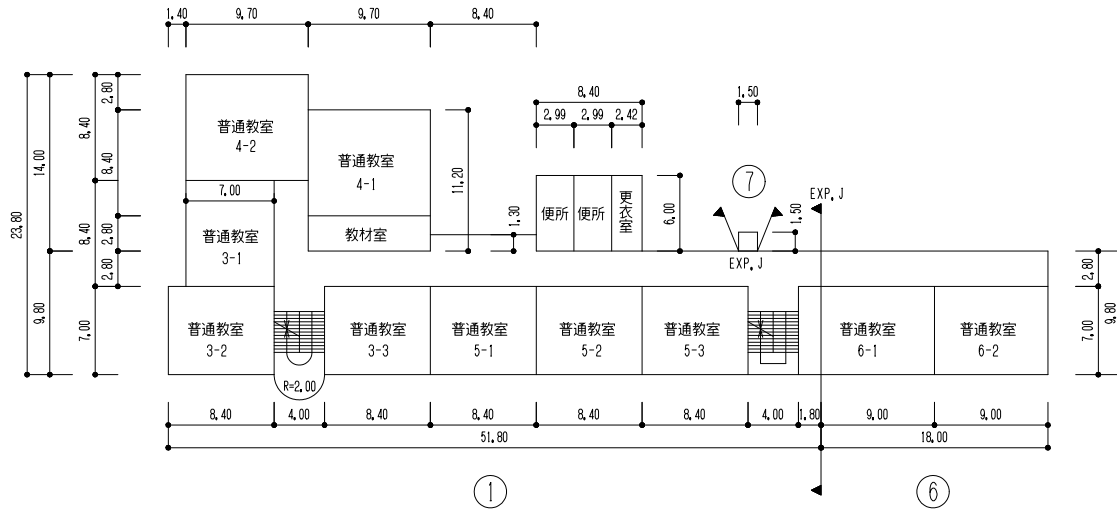 1.40 9.70 9.70 8.40
2.80
8.40
14.00
8.40
23.80
8.40
2.80
2.80
9.80
7.00
普通教室
4-2
普通教室
4-1
教材室
11.20
1.30
7.00
普通教室
3-1
8.40
2.99 2.99 2.42
便所
便所
更衣室
6.00
1.50
7
EXP.J
1.50
EXP.J
2.80
7.00
9.80
普通教室
3-2
R=2.00
普通教室
3-3
普通教室
5-1
普通教室
5-2
普通教室
5-3
普通教室
6-1
普通教室
6-2
8.40 4.00 8.40 8.40 8.40 8.40 4.00 1.80 9.00 9.00
51.80 18.00
1 6